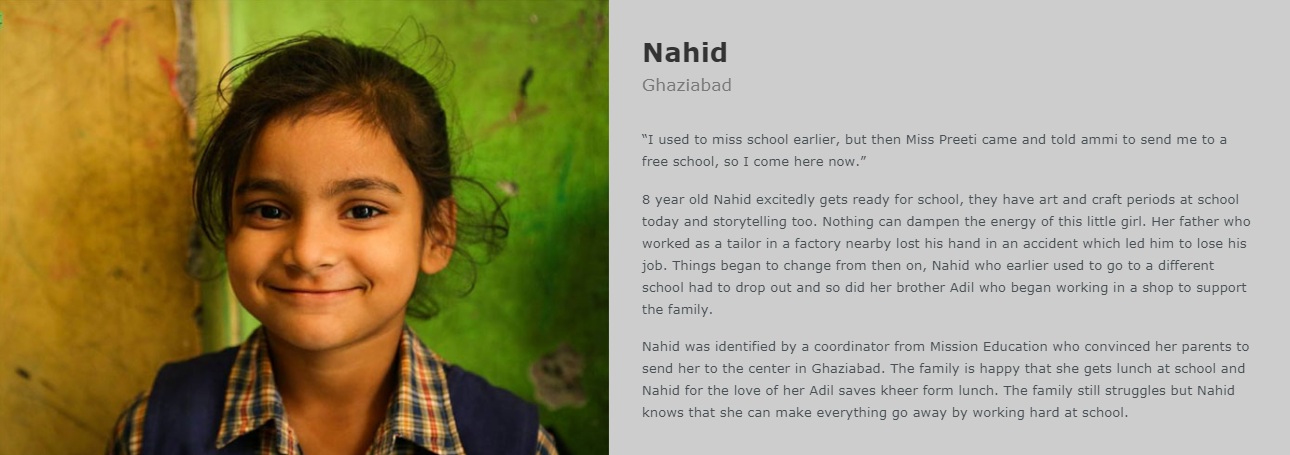 Nahid
Ghaziabad
“I used to miss school earlier, but then Miss Preeti came and told ammi to send me to a
free school, so I come here now.”
8 year old Nahid excitedly gets ready for school, they have art and craft periods at school
today and storytelling too. Nothing can dampen the energy of this little girl. Her father who
worked as a tailor in a factory nearby lost his hand in an accident which led him to lose his
job. Things began to change from then on, Nahid who earlier used to go to a different
school had to drop out and so did her brother Adil who began working in a shop to support
the family.
Nahid was identified by a coordinator from Mission Education who convinced her parents to
send her to the center in Ghaziabad. The family is happy that she gets lunch at school and
Nahid for the love of her Adil saves kheer form lunch. The family still struggles but Nahid
knows that she can make everything go away by working hard at school.